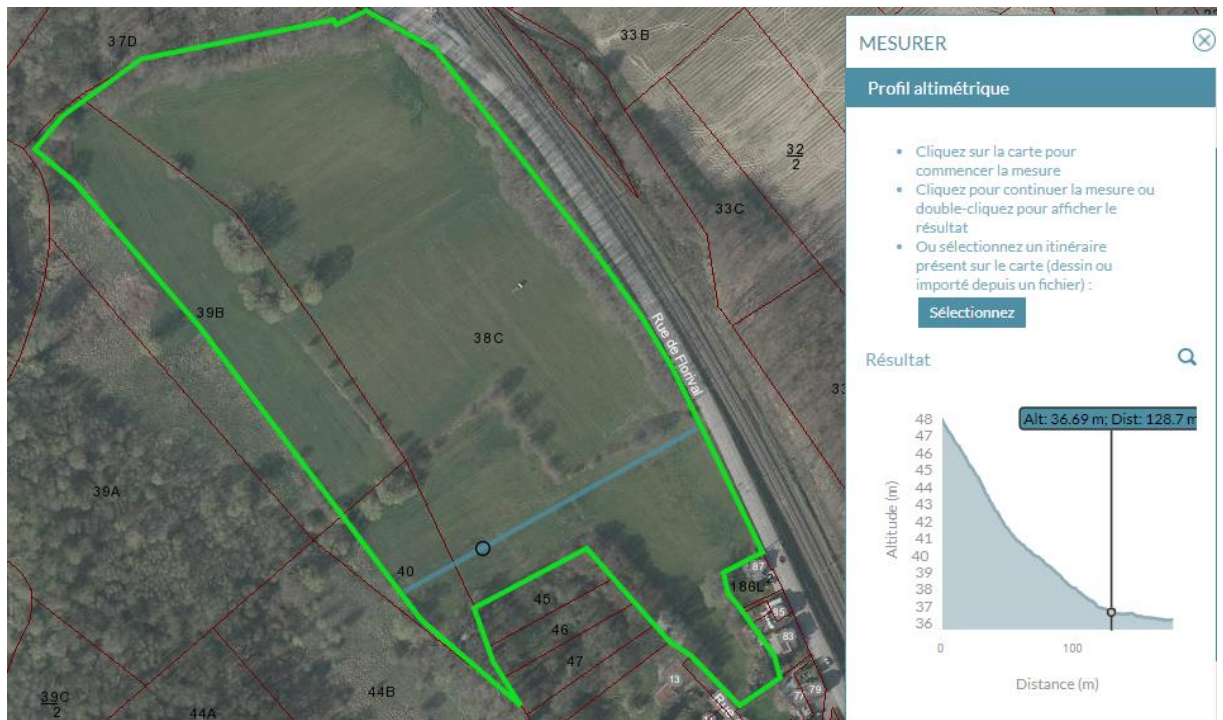 37D
33B
32
2
33C
39B
38C
Rue de Florival
39A
40
45
46
47
87
186L
2
85
83
13
77
79
Rue
39C
2
44B
44A
MESURER
Profil altimétrique
Cliquez sur la carte pour
commencer la mesure
Cliquez pour continuer la mesure ou
double-cliquez pour afficher le
résultat
Ou sélectionnez un itinéraire
présent sur le carte (dessin ou
importé depuis un fichier) :
Sélectionnez
Résultat
Alt: 36.69 m; Dist: 128.7 m
48
47
46
45
44
43
42
41
40
39
38
37
36
Altitude (m)
0
100
Distance (m)